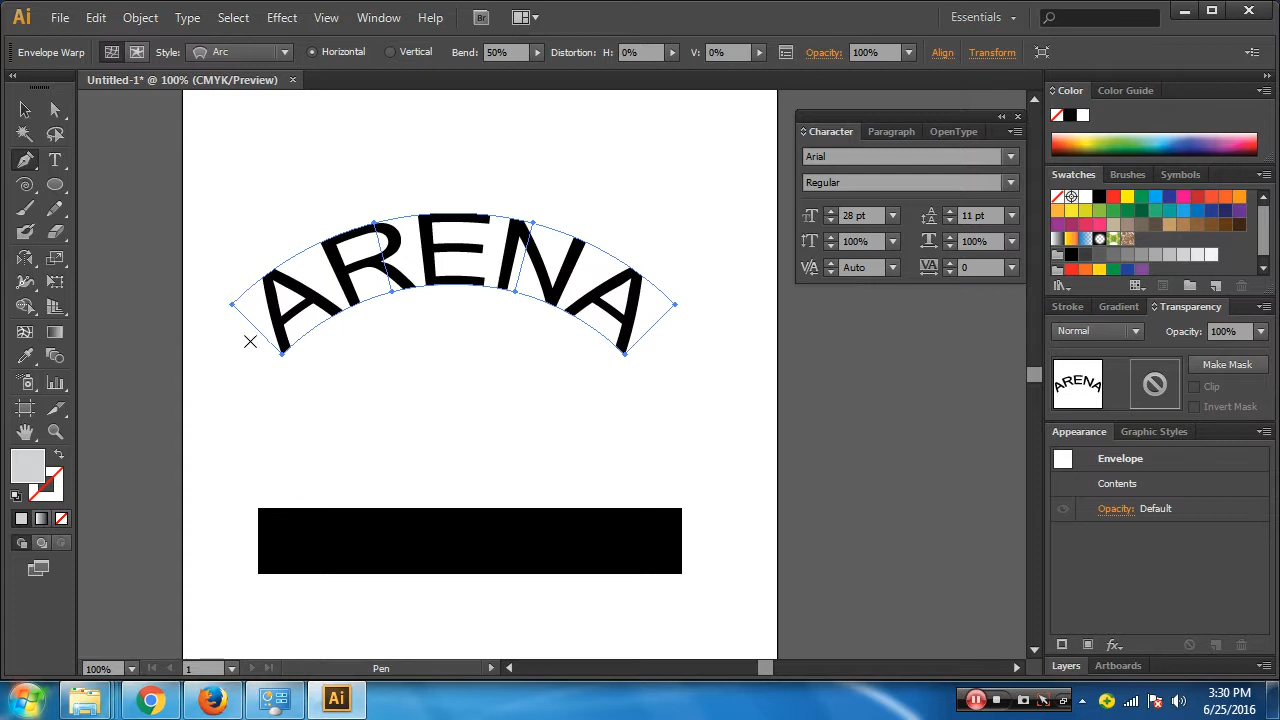 Ai File Edit Object Type Select Effect View Window Help Br Essentials
Envelope Warp Style: Arc Horizontal Vertical Bend: 50% Distortion: H: 0% V: 0% Opacity: 100% Align Transform
Untitled-1* @ 100% (CMYK/Preview) ×
Color Color Guide
Character Paragraph OpenType
Arial
Regular
28 pt 11 pt
100% 100%
Auto 0
Swatches Brushes Symbols
ARENA
Stroke Gradient Transparency
Normal Opacity: 100%
ARENA
Make Mask
Clip
Invert Mask
Appearance Graphic Styles
Envelope
Contents
Opacity: Default
fx
Layers Artboards
100% 1 Pen
Ai
3:30 PM
6/25/2016